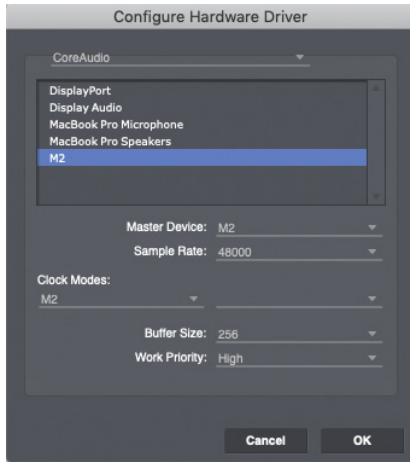 Configure Hardware Driver
CoreAudio
DisplayPort
Display Audio
MacBook Pro Microphone
MacBook Pro Speakers
M2
Master Device: M2
Sample Rate: 48000
Clock Modes:
M2
Buffer Size: 256
Work Priority: High
Cancel OK